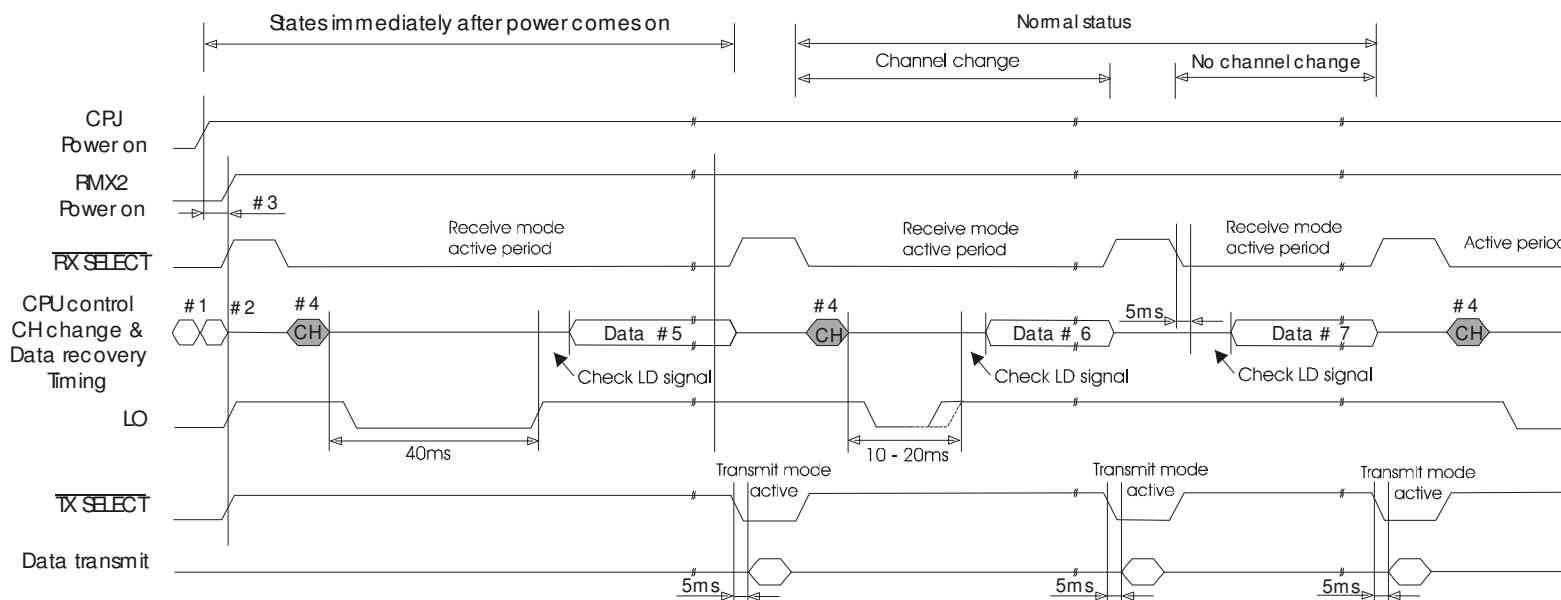 States immediately after power comes on
Normal status
Channel change
No channel change
CPU
Power on
RMX2
Power on
#3
Receive mode
active period
Receive mode
active period
Receive mode
active period
Active period
RX SELECT
CPU control
CH change &
Data recovery
Timing
#1
#2
#4
CH
Data #5
#4
CH
Data #6
5ms
Data #7
#4
CH
Check LD signal
Check LD signal
Check LD signal
LO
40ms
10 - 20ms
Transmit mode
active
Transmit mode
active
Transmit mode
active
TX SELECT
Data transmit
5ms
5ms
5ms